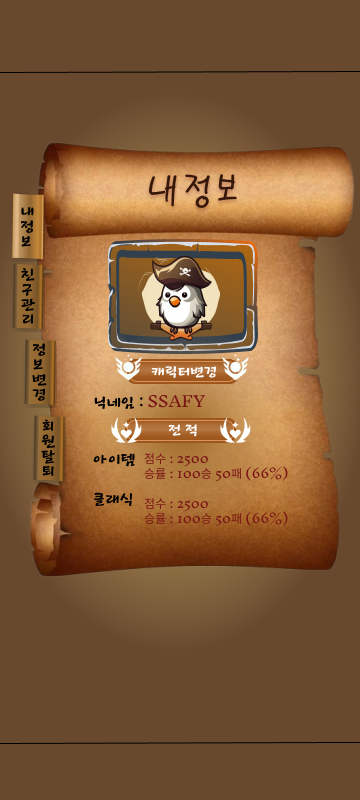 내정보
내정보
친구관리
정보변경
회원탈퇴
캐릭터변경
닉네임 : SSAFY
전적
아이템 점수 : 2500
승률 : 100승 50패 (66%)
클래식 점수 : 2500
승률 : 100승 50패 (66%)